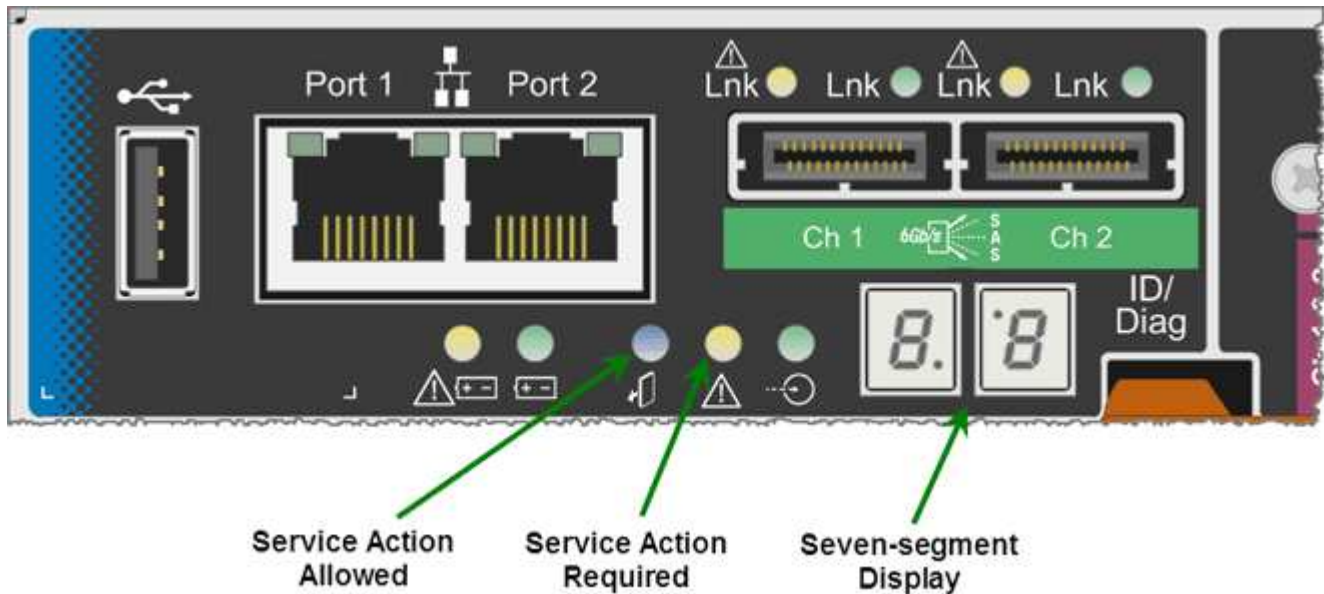 Port 1
Port 2
Lnk
Lnk
Lnk
Lnk
Ch 1
6Gb/s
SAS
Ch 2
ID/
Diag
8.
8
Service Action
Allowed
Service Action
Required
Seven-segment
Display